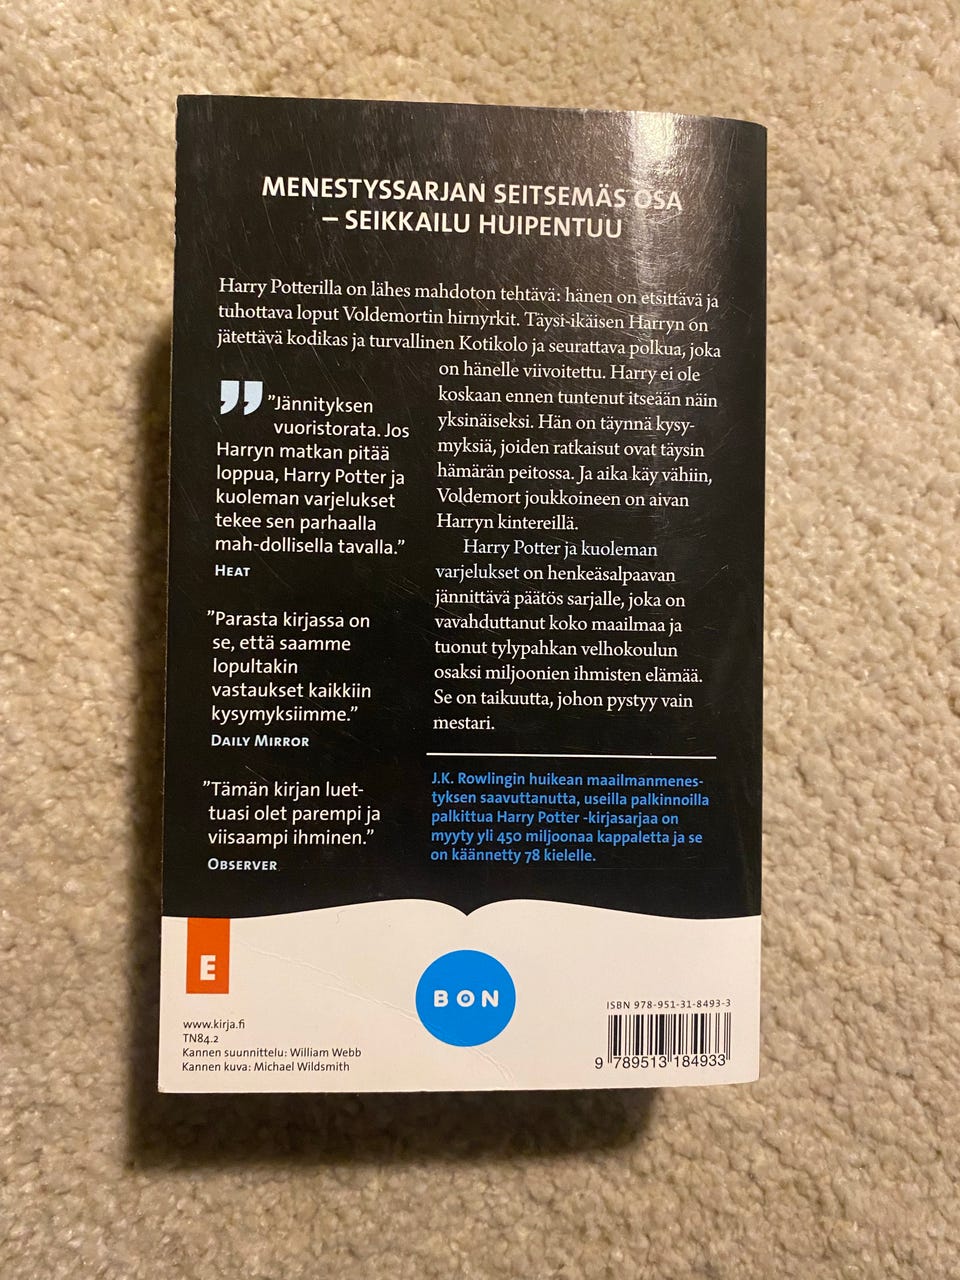 MENESTYSSARJAN SEITSEMÄS OSA
– SEIKKAILU HUIPENTUU
Harry Potterilla on lähes mahdoton tehtävä: hänen on etsittävä ja
tuhottava loput Voldemortin hirnyrkit. Täysi-ikäisen Harryn on
jätettävä kodikas ja turvallinen Kotikolo ja seurattava polkua, joka
on hänelle viivoitettu. Harry ei ole
koskaan ennen tuntenut itseään näin
yksinäiseksi. Hän on täynnä kysy-
myksiä, joiden ratkaisut ovat täysin
hämärän peitossa. Ja aika käy vähiin,
Voldemort joukkoineen on aivan
Harryn kintereillä.
Harry Potter ja kuoleman
varjelukset on henkeäsalpaavan
jännittävä päätös sarjalle, joka on
vavahduttanut koko maailmaa ja
tuonut tylypahkan velhokoulun
osaksi miljoonien ihmisten elämää.
Se on taikuutta, johon pystyy vain
mestari.
”
”Jännityksen
vuoristorata. Jos
Harryn matkan pitää
loppua, Harry Potter ja
kuoleman varjelukset
tekee sen parhaalla
mah-dollisella tavalla.”
HEAT
”Parasta kirjassa on
se, että saamme
lopultakin
vastaukset kaikkiin
kysymyksiimme.”
DAILY MIRROR
”Tämän kirjan luet-
tuasi olet parempi ja
viisaampi ihminen.”
OBSERVER
J.K. Rowlingin huikean maailmanmenes-
tyksen saavuttanutta, useilla palkinnoilla
palkittua Harry Potter -kirjasarjaa on
myyty yli 450 miljoonaa kappaletta ja se
on käännetty 78 kielelle.
E
BON
www.kirja.fi
TN84.2
Kannen suunnittelu: William Webb
Kannen kuva: Michael Wildsmith
ISBN 978-951-31-8493-3
9 789513 184933